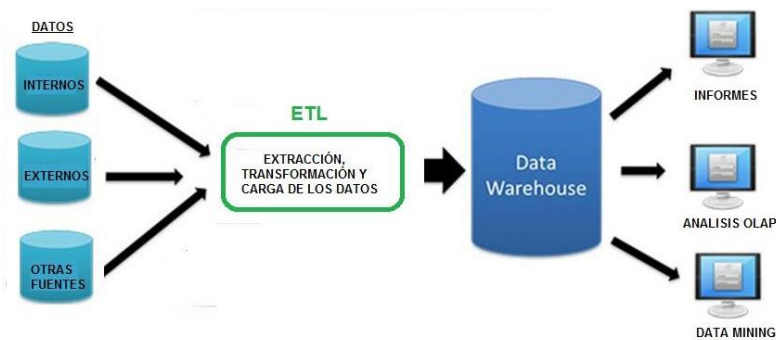 DATOS
INTERNOS
EXTERNOS
OTRAS
FUENTES
ETL
EXTRACCIÓN,
TRANSFORMACIÓN Y
CARGA DE LOS DATOS
Data
Warehouse
INFORMES
ANALISIS OLAP
DATA MINING